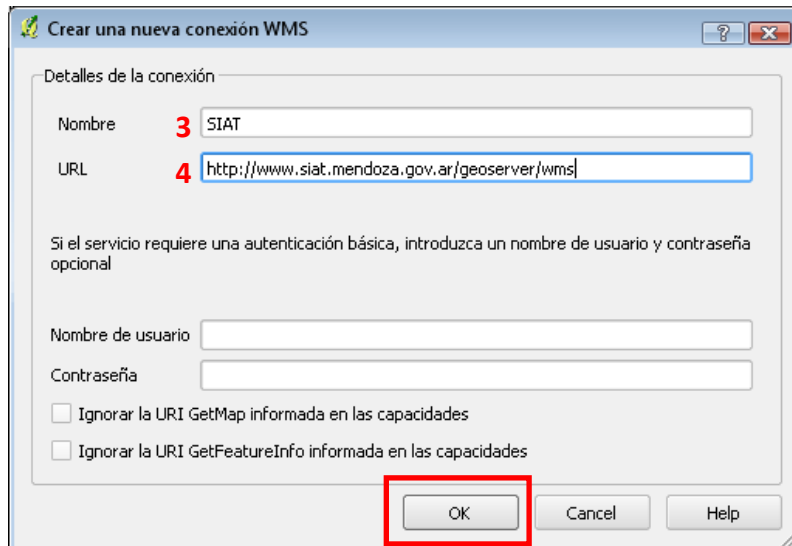 Crear una nueva conexión WMS
Detalles de la conexión
Nombre 3 SIAT
URL 4 http://www.siat.mendoza.gov.ar/geoserver/wms
Si el servicio requiere una autenticación básica, introduzca un nombre de usuario y contraseña
opcional
Nombre de usuario
Contraseña
Ignorar la URI GetMap informada en las capacidades
Ignorar la URI GetFeatureInfo informada en las capacidades
OK Cancel Help